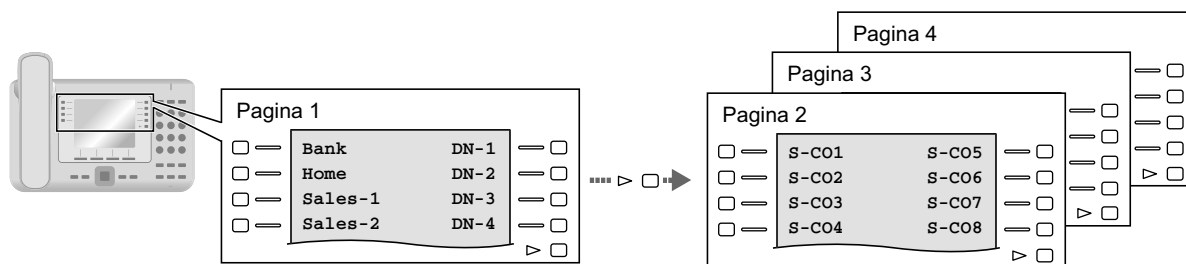 Pagina 4
Pagina 3
Pagina 1
Pagina 2
Bank DN-1
Home DN-2
Sales-1 DN-3
Sales-2 DN-4
S-CO1 S-CO5
S-CO2 S-CO6
S-CO3 S-CO7
S-CO4 S-CO8